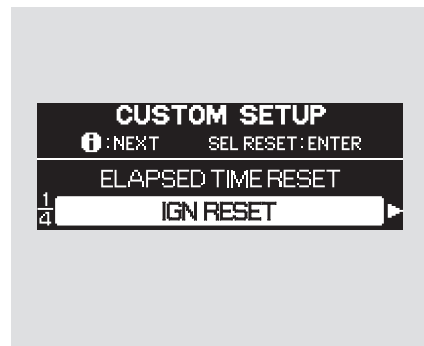 CUSTOM SETUP
i:NEXT SEL RESET:ENTER
ELAPSED TIME RESET
1/4
IGN RESET